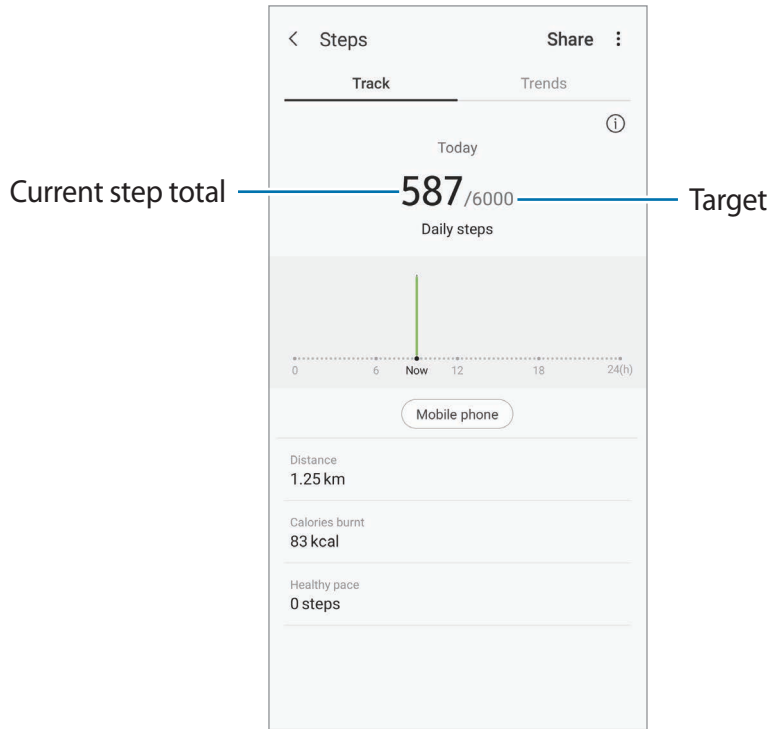 Steps Share
Track Trends
Today
Current step total 587/6000 Target
Daily steps
0 6 Now 12 18 24(h)
Mobile phone
Distance
1.25 km
Calories burnt
83 kcal
Healthy pace
0 steps